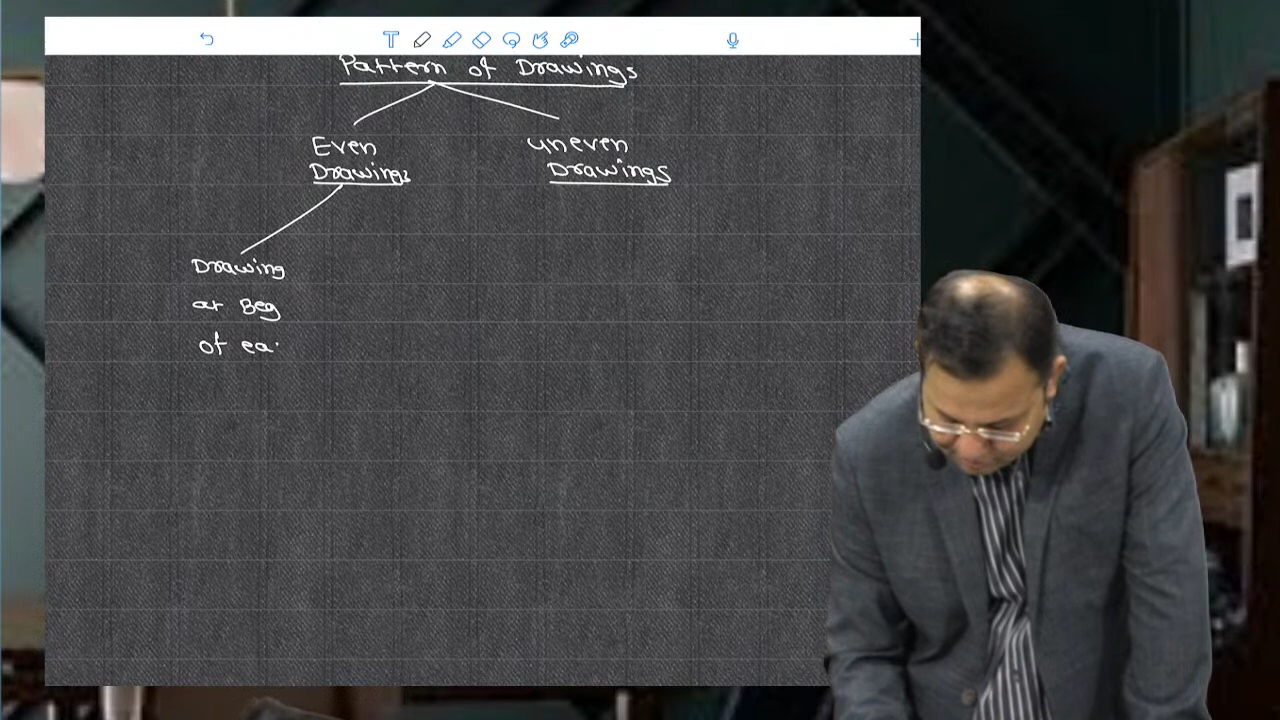 Pattern of Drawings
Even
Drawings
uneven
Drawings
Drawing
at Beg
of ea